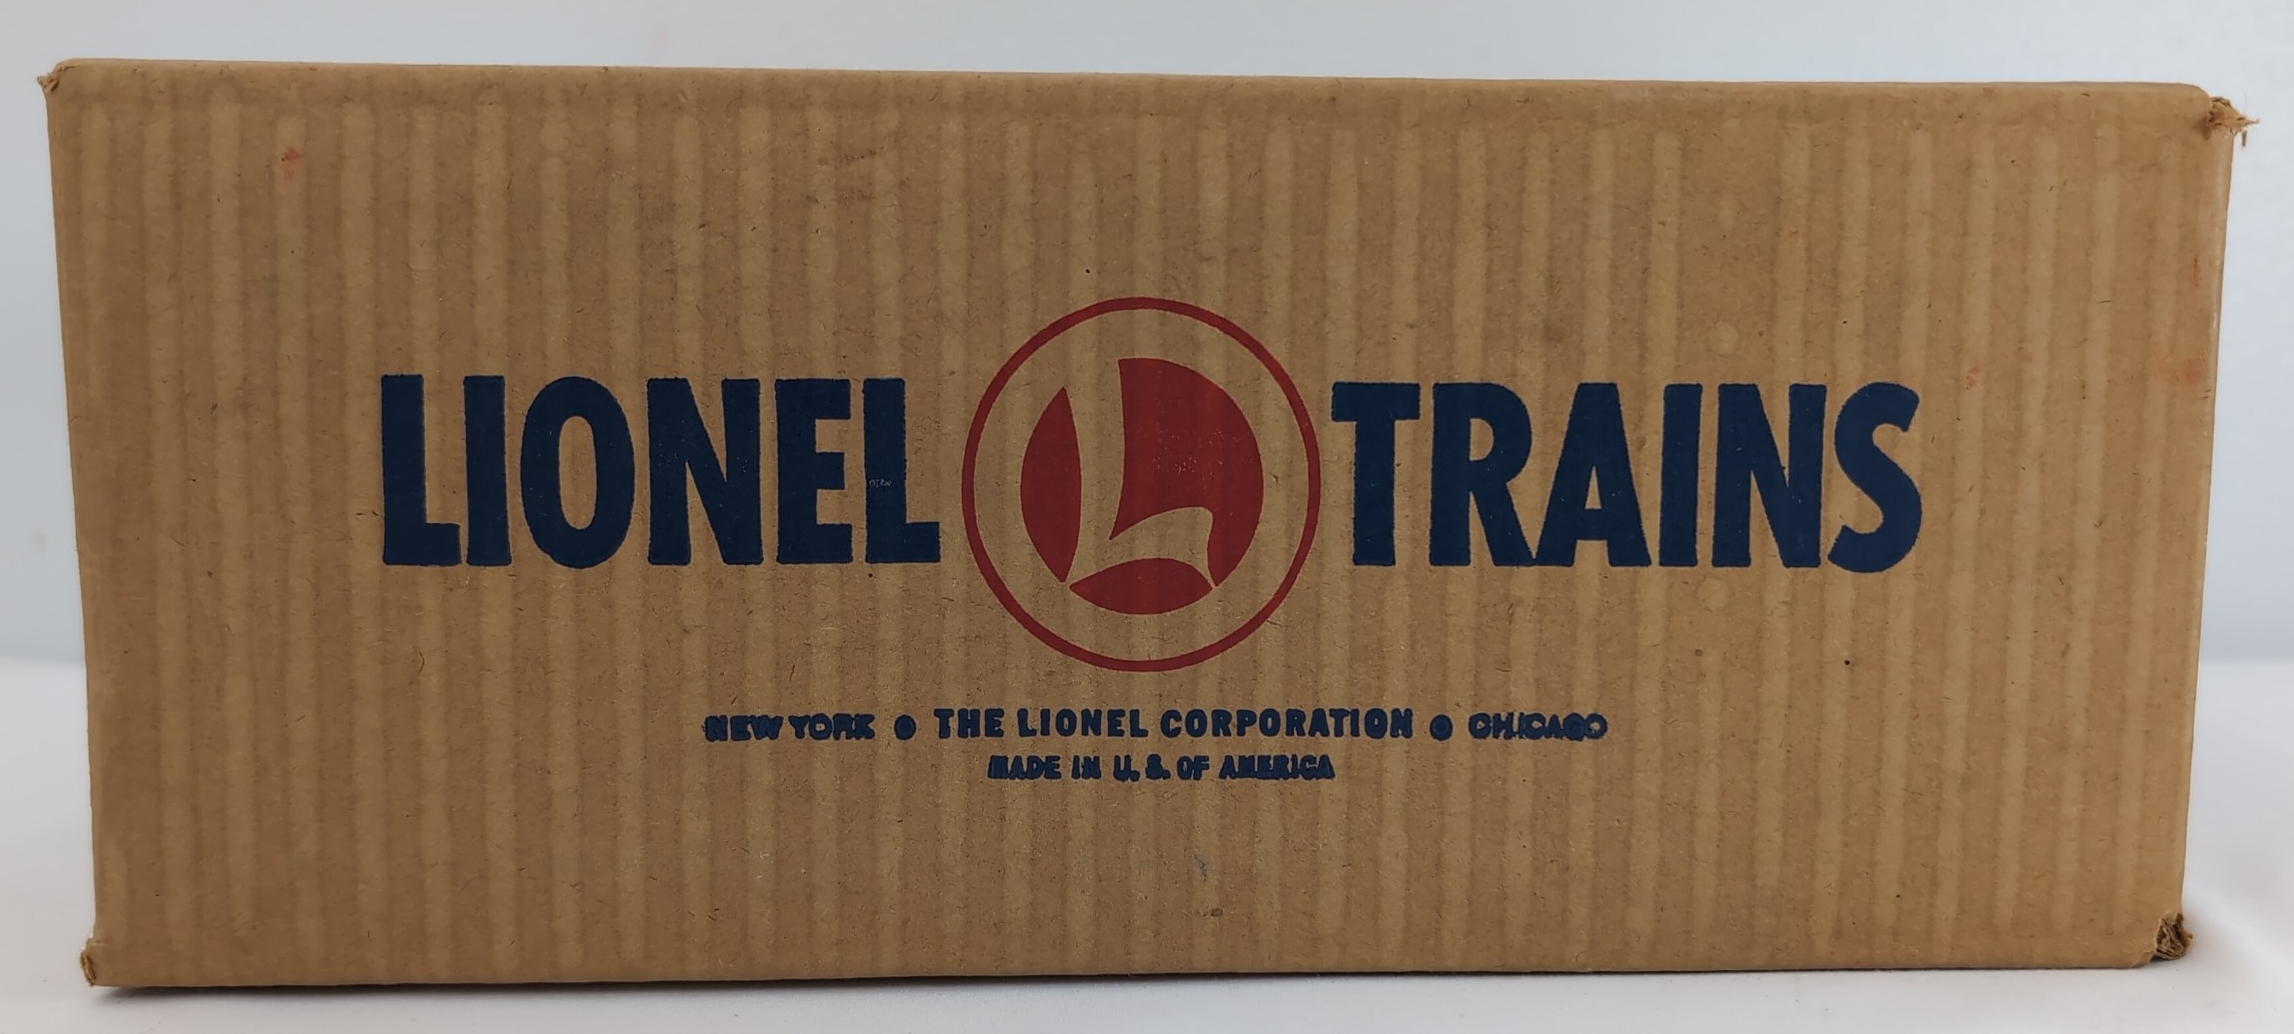 LIONEL L TRAINS
NEW YORK ● THE LIONEL CORPORATION ● CHICAGO
MADE IN U. S. OF AMERICA